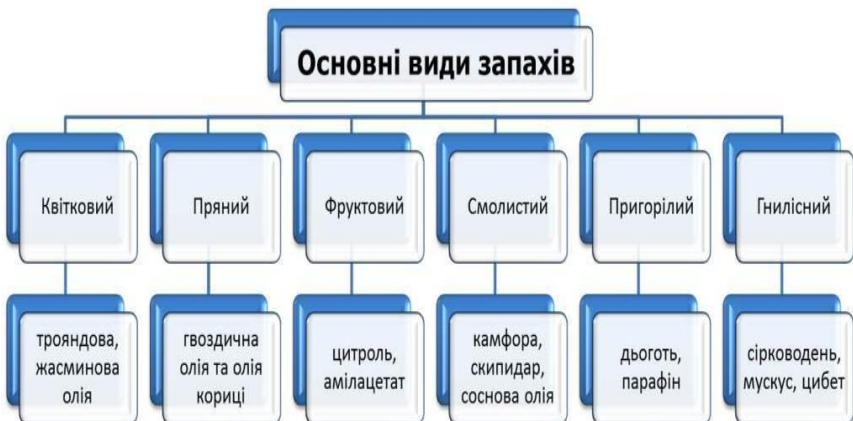 Основні види запахів
Квітковий
Пряний
Фруктовий
Смолистий
Пригорілий
Гнилісний
трояндова,
жасминова
олія
гвоздична
олія та олія
кориці
цитроль,
амілацетат
камфора,
скипидар,
соснова олія
дьоготь,
парафін
сірководень,
мускус, цибет